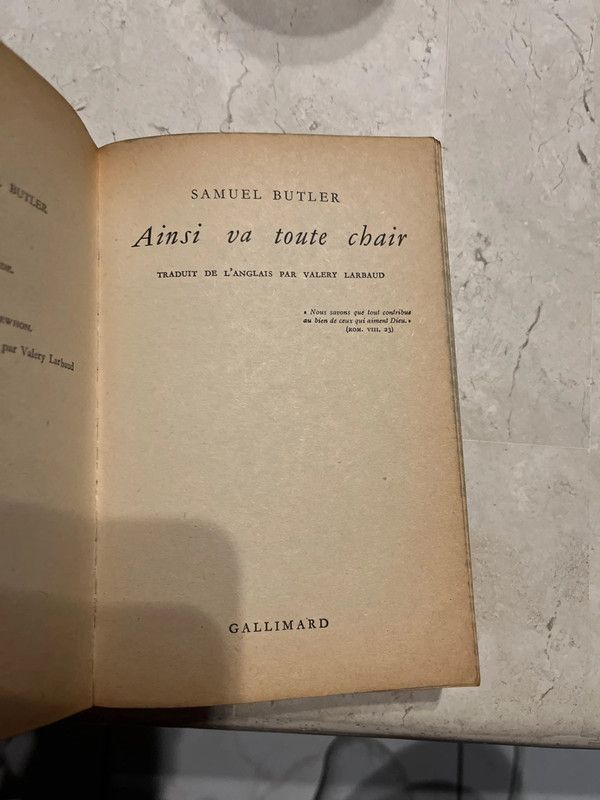 BUTLER
par Valery Larbaud
SAMUEL BUTLER
Ainsi va toute chair
TRADUIT DE L'ANGLAIS PAR VALERY LARBAUD
« Nous savons que tout contribue
au bien de ceux qui aiment Dieu. »
(ROM. VIII. 23)
GALLIMARD